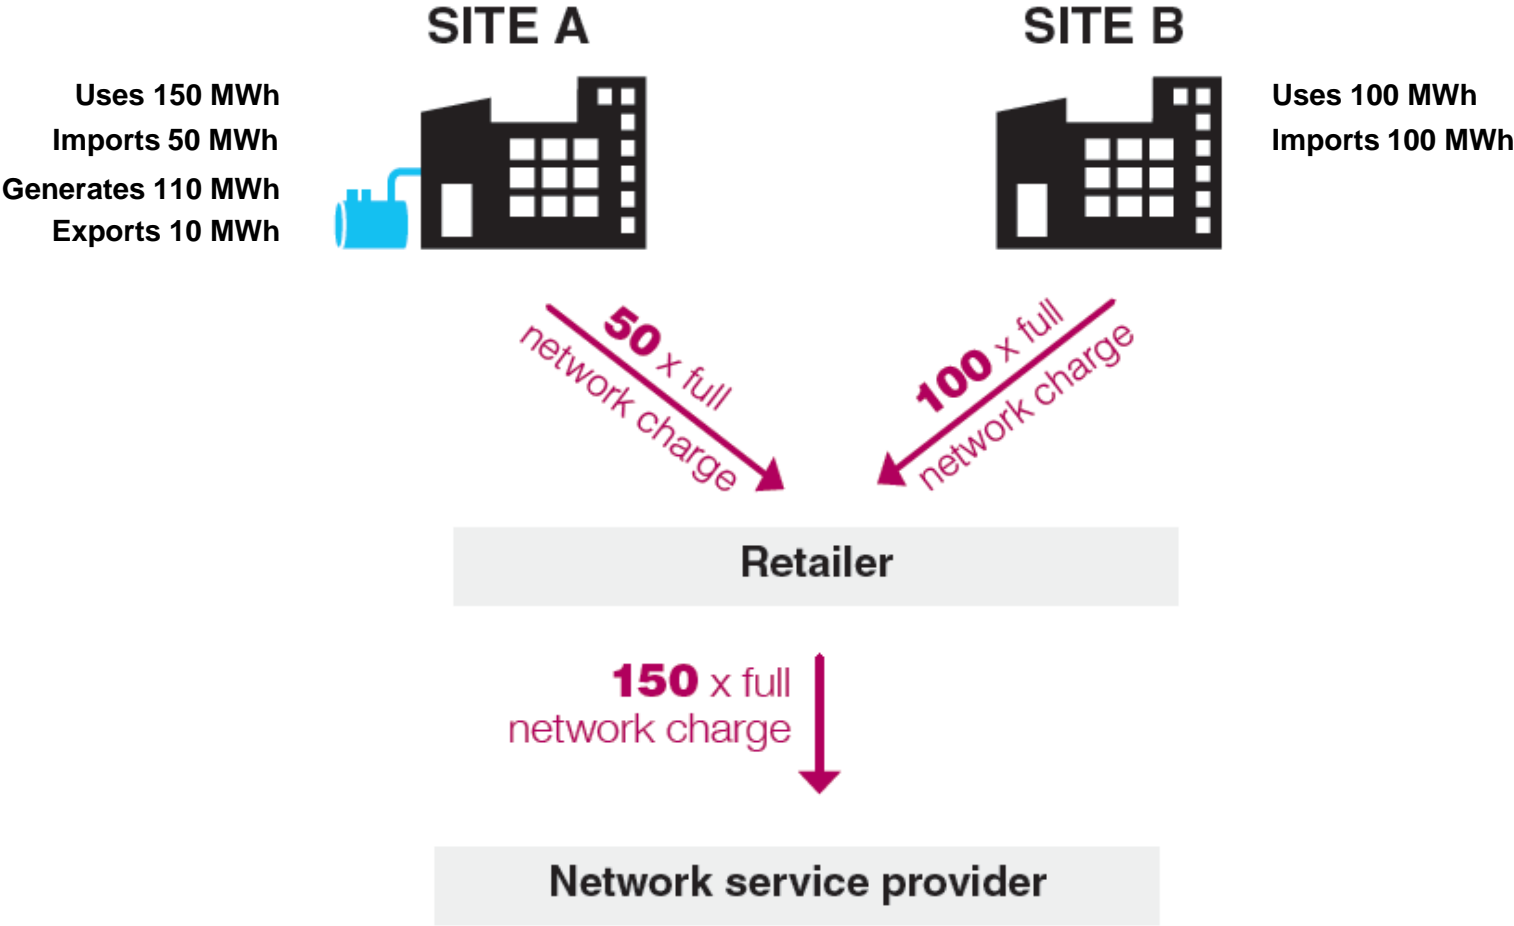 SITE A
SITE B
Uses 150 MWh
Imports 50 MWh
Generates 110 MWh
Exports 10 MWh
Uses 100 MWh
Imports 100 MWh
50 x full
network charge
100 x full
network charge
Retailer
150 x full
network charge
Network service provider